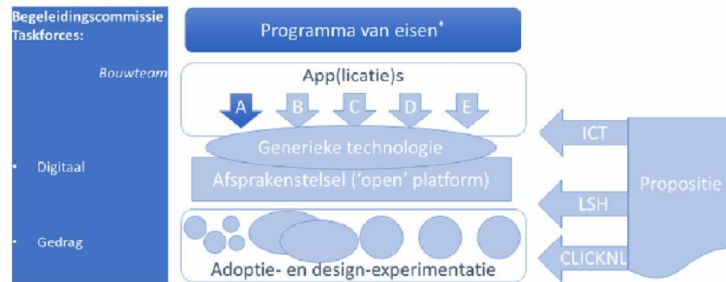 Begeleidingscommissie
Taskforces:
Bouwteam
• Digitaal
• Gedrag
Programma van eisen*
App(licatie)s
A B C D E
Generieke technologie
Afsprakenstelsel ('open' platform)
Adoptie- en design-experimentatie
ICT
LSH
CLICKNL
Propositie